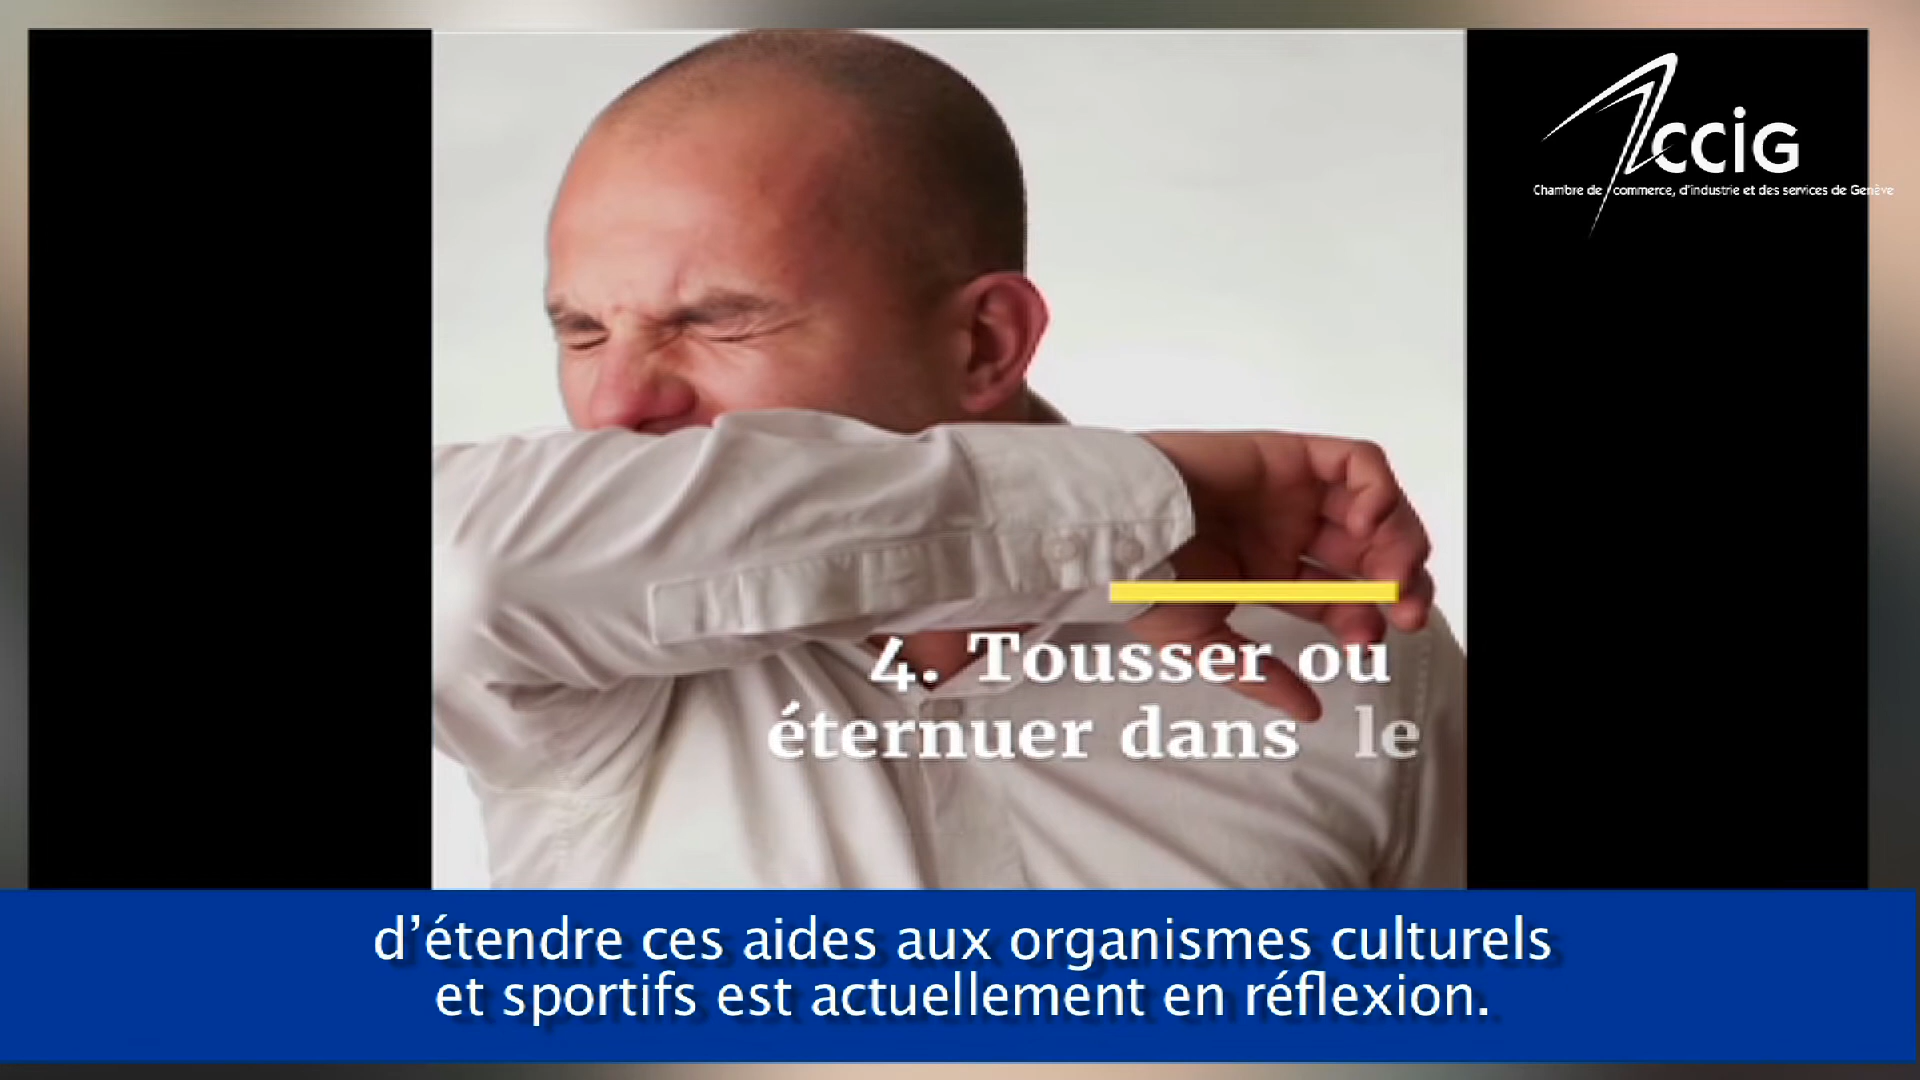 ccig
Chambre de commerce, d'industrie et des services de Genève
4. Tousser ou
éternuer dans le
d'étendre ces aides aux organismes culturels
et sportifs est actuellement en réflexion.